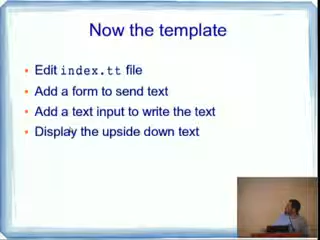 Now the template
Edit index.tt file
Add a form to send text
Add a text input to write the text
Display the upside down text